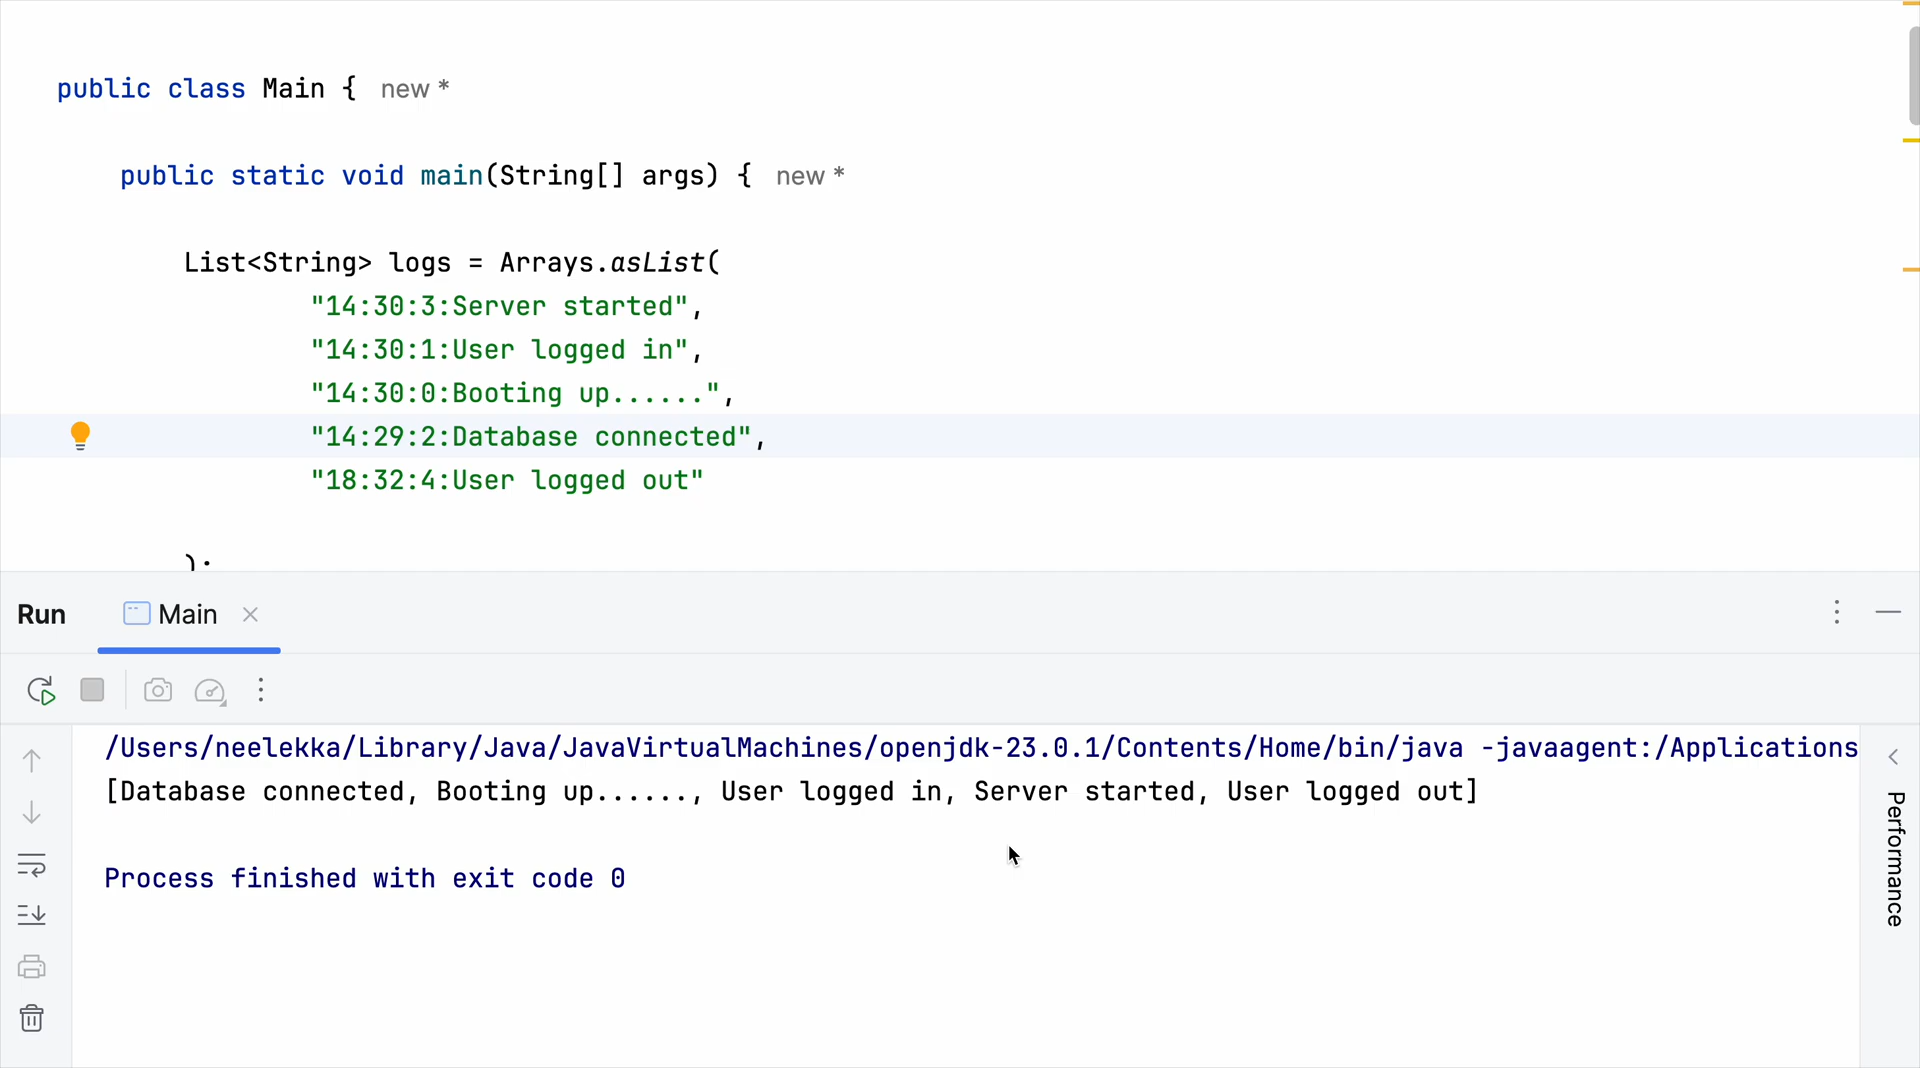 public class Main {  new *
public static void main(String[] args) {  new *
List<String> logs = Arrays.asList(
"14:30:3:Server started",
"14:30:1:User logged in",
"14:30:0:Booting up......",
"14:29:2:Database connected",
"18:32:4:User logged out"
);
Run
Main
/Users/neelekka/Library/Java/JavaVirtualMachines/openjdk-23.0.1/Contents/Home/bin/java -javaagent:/Applications
[Database connected, Booting up......, User logged in, Server started, User logged out]
Process finished with exit code 0
Performance